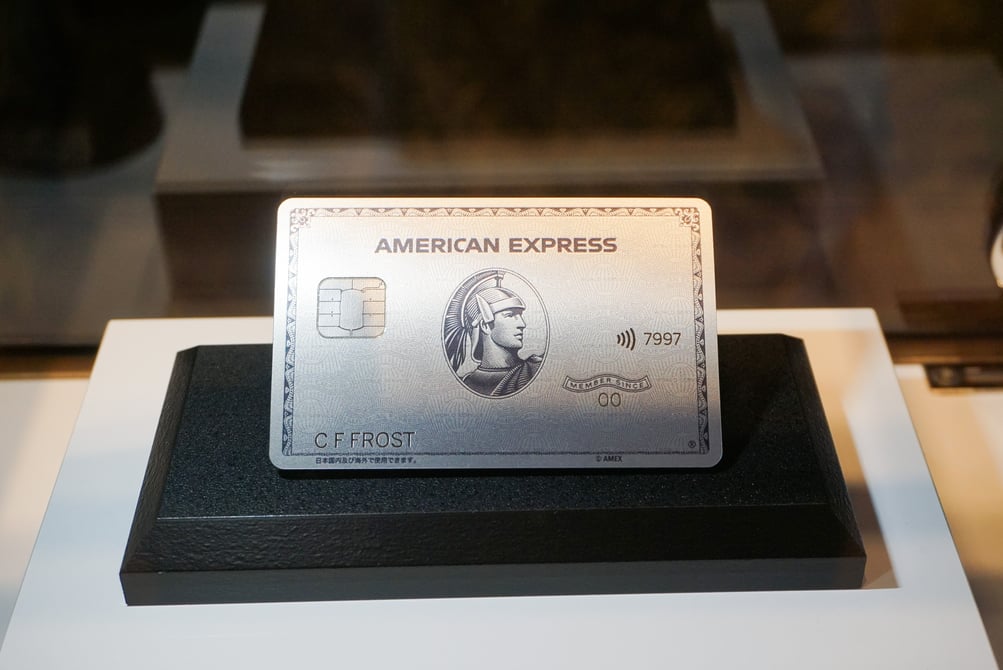 AMERICAN EXPRESS
7997
MEMBER SINCE
00
C F FROST
®
日本国内及び海外で使用できます。
© AMEX